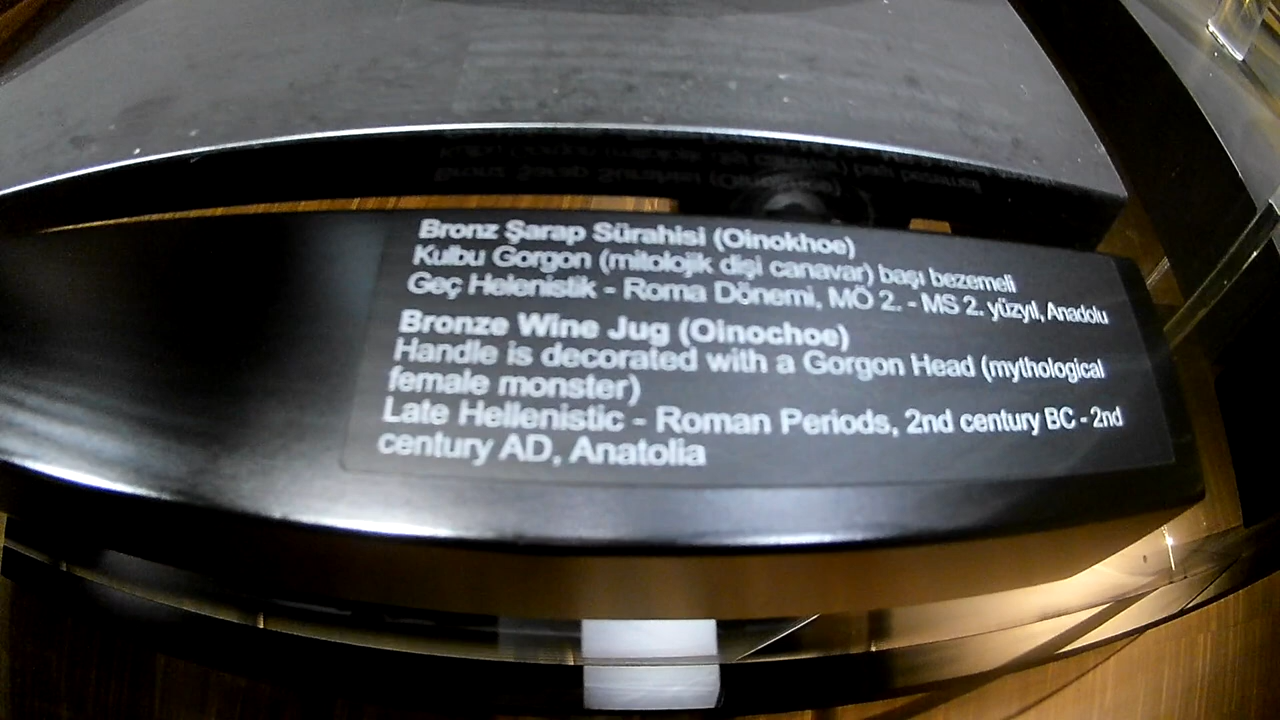 Bronz Şarap Sürahisi (Oinokhoe)
Kulbu Gorgon (mitolojik dişi canavar) başı bezemeli
Geç Helenistik - Roma Dönemi, MÖ 2. - MS 2. yüzyıl, Anadolu
Bronze Wine Jug (Oinochoe)
Handle is decorated with a Gorgon Head (mythological
female monster)
Late Hellenistic - Roman Periods, 2nd century BC - 2nd
century AD, Anatolia